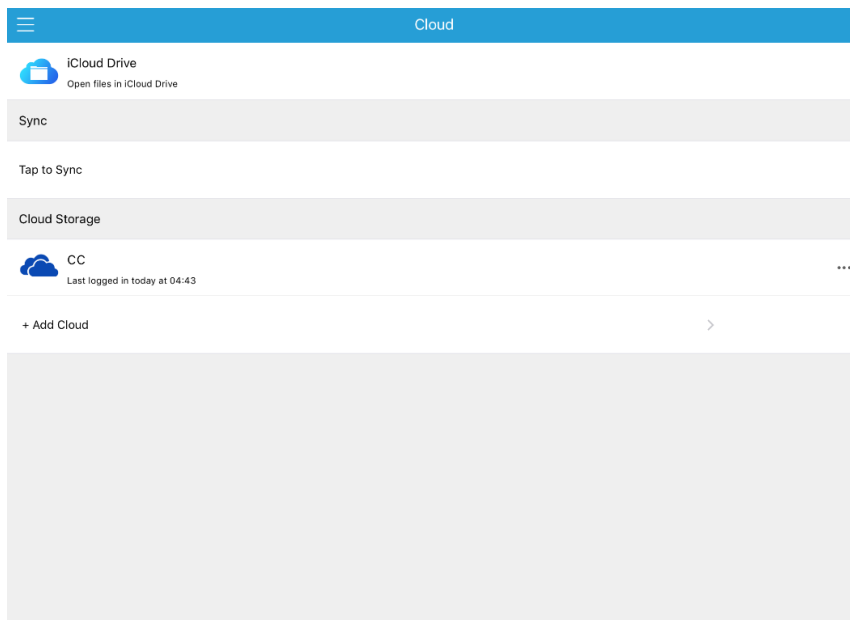 Cloud
iCloud Drive
Open files in iCloud Drive
Sync
Tap to Sync
Cloud Storage
CC
Last logged in today at 04:43
+ Add Cloud